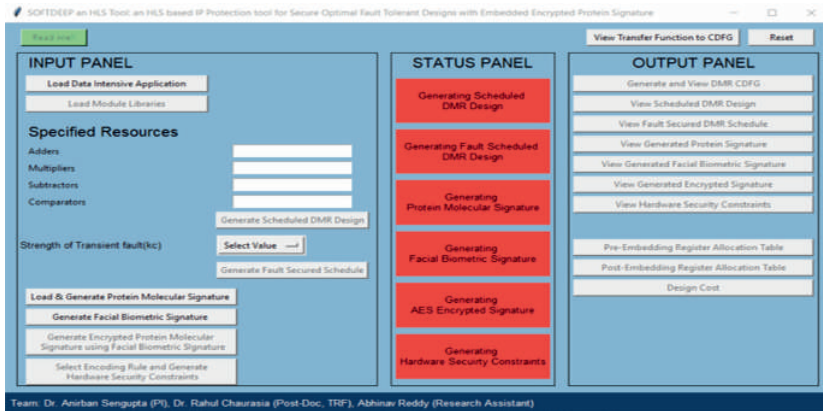 SOFTDEEP an HLS Tool: an HLS based IP Protection tool for Secure Optimal Fault Tolerant Designs with Embedded Encrypted Protein Signature
Read me!!
View Transfer Function to CDFG
Reset
INPUT PANEL
Load Data Intensive Application
Load Module Libraries
Specified Resources
Adders
Multipliers
Subtractors
Comparators
Generate Scheduled DMR Design
Strength of Transient fault(kc)
Select Value
Generate Fault Secured Schedule
Load & Generate Protein Molecular Signature
Generate Facial Biometric Signature
Generate Encrypted Protein Molecular
Signature using Facial Biometric Signature
Select Encoding Rule and Generate
Hardware Security Constraints
STATUS PANEL
Generating Scheduled
DMR Design
Generating Fault Scheduled
DMR Design
Generating
Protein Molecular Signature
Generating
Facial Biometric Signature
Generating
AES Encrypted Signature
Generating
Hardware Security Constraints
OUTPUT PANEL
Generate and View DMR CDFG
View Scheduled DMR Design
View Fault Secured DMR Schedule
View Generated Protein Signature
View Generated Facial Biometric Signature
View Generated Encrypted Signature
View Hardware Security Constraints
Pre-Embedding Register Allocation Table
Post-Embedding Register Allocation Table
Design Cost
Team: Dr. Anirban Sengupta (PI), Dr. Rahul Chaurasia (Post-Doc, TRF), Abhinav Reddy (Research Assistant)